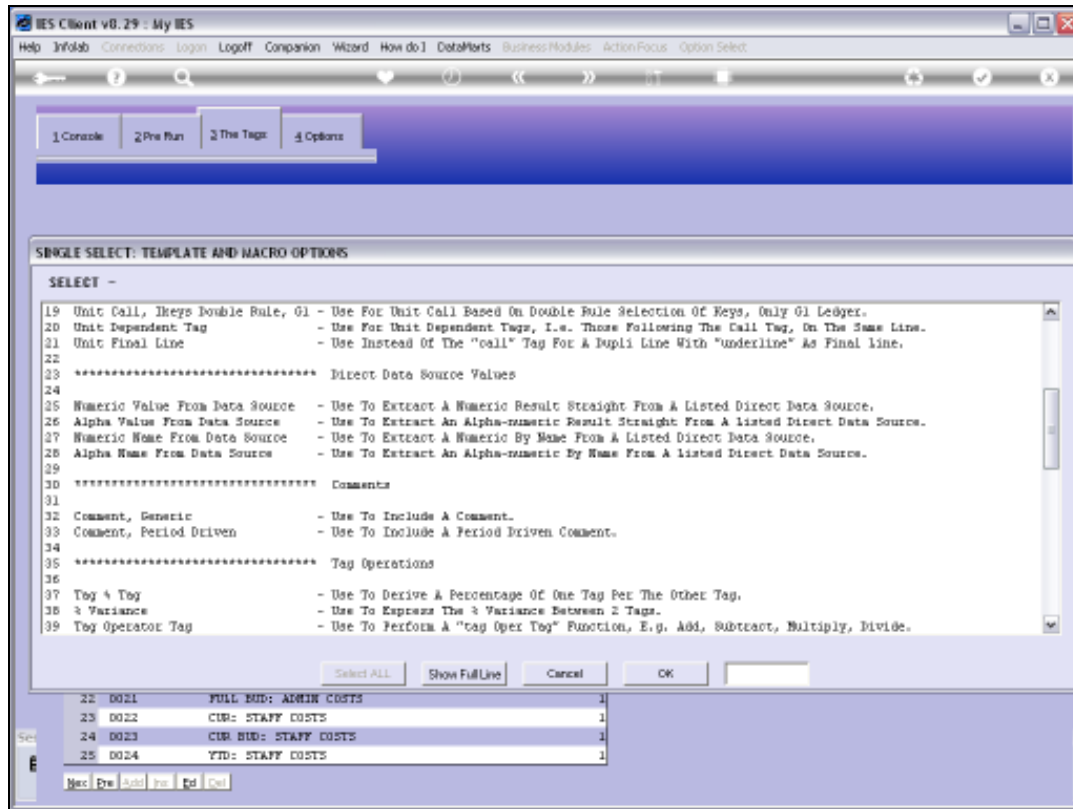 IES Client v8.29 : My IES
Help Infolab Connections Logon Logoff Companion Wizard How do I DataMarts Business Modules Action Focus Option Select
1 Console 2 Pre Run 3 The Tags 4 Options
SINGLE SELECT: TEMPLATE AND MACRO OPTIONS
SELECT -
19 Unit Call, Ikeys Double Rule, Gl - Use For Unit Call Based On Double Rule Selection Of Keys, Only Gl Ledger.
20 Unit Dependent Tag - Use For Unit Dependent Tags, I.e. Those Following The Call Tag, On The Same Line.
21 Unit Final Line - Use Instead Of The "call" Tag For A Dupli Line With "underline" As Final Line.
22
23 ******************************** Direct Data Source Values
24
25 Numeric Value From Data Source - Use To Extract A Numeric Result Straight From A Listed Direct Data Source.
26 Alpha Value From Data Source - Use To Extract An Alpha-numeric Result Straight From A Listed Direct Data Source.
27 Numeric Name From Data Source - Use To Extract A Numeric By Name From A Listed Direct Data Source.
28 Alpha Name From Data Source - Use To Extract An Alpha-numeric By Name From A Listed Direct Data Source.
29
30 ******************************** Comments
31
32 Comment, Generic - Use To Include A Comment.
33 Comment, Period Driven - Use To Include A Period Driven Comment.
34
35 ******************************** Tag Operations
36
37 Tag % Tag - Use To Derive A Percentage Of One Tag Per The Other Tag.
38 % Variance - Use To Express The % Variance Between 2 Tags.
39 Tag Operator Tag - Use To Perform A "tag Oper Tag" Function, E.g. Add, Subtract, Multiply, Divide.
Select ALL Show Full Line Cancel OK
22 0021 FULL BUD: ADMIN COSTS 1
23 0022 CUR: STAFF COSTS 1
24 0023 CUR BUD: STAFF COSTS 1
25 0024 YTD: STAFF COSTS 1
Nex Pre Add Ins Ed Del